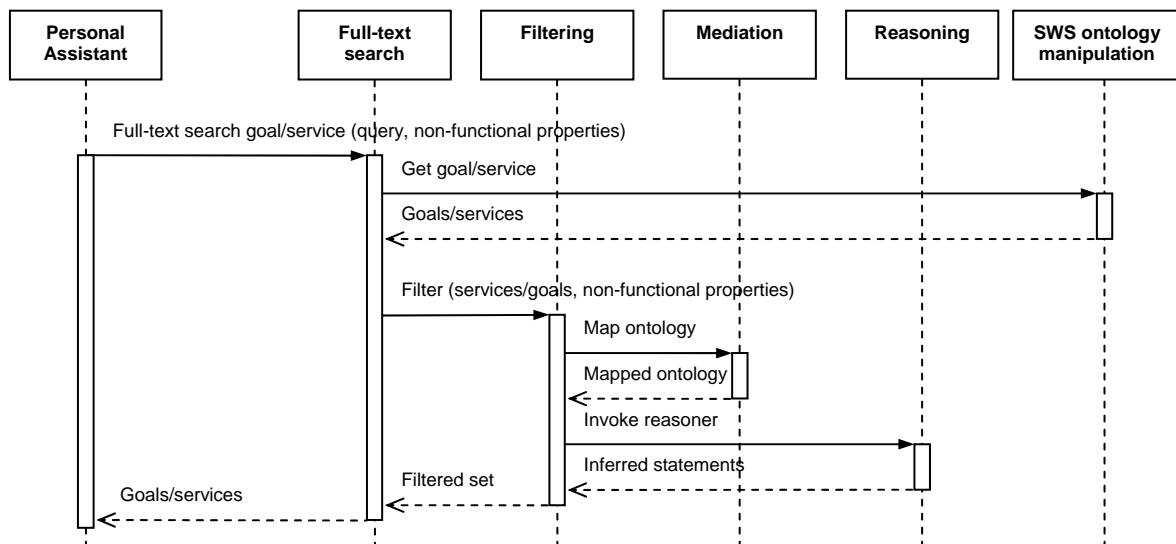 Personal
Assistant
Full-text
search
Filtering
Mediation
Reasoning
SWS ontology
manipulation
Full-text search goal/service (query, non-functional properties)
Get goal/service
Goals/services
Filter (services/goals, non-functional properties)
Map ontology
Mapped ontology
Invoke reasoner
Inferred statements
Filtered set
Goals/services